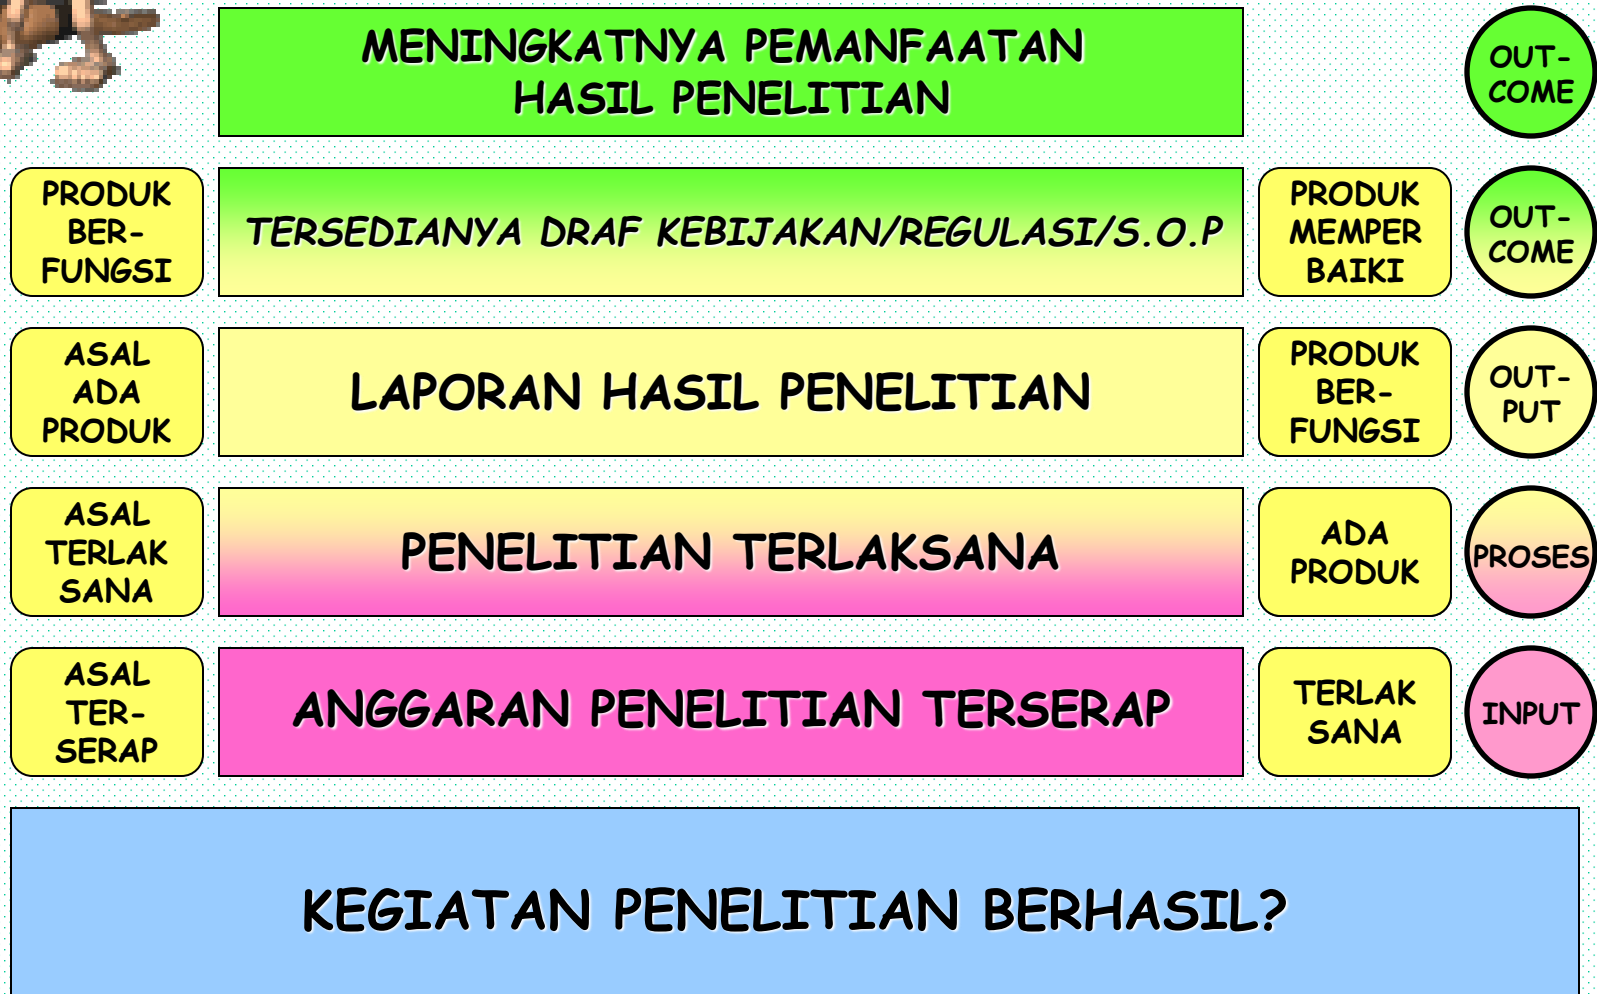 MENINGKATNYA PEMANFAATAN
HASIL PENELITIAN
OUT-
COME
PRODUK
BER-
FUNGSI
TERSEDIANYA DRAF KEBIJAKAN/REGULASI/S.O.P
PRODUK
MEMPER
BAIKI
OUT-
COME
ASAL
ADA
PRODUK
LAPORAN HASIL PENELITIAN
PRODUK
BER-
FUNGSI
OUT-
PUT
ASAL
TERLAK
SANA
PENELITIAN TERLAKSANA
ADA
PRODUK
PROSES
ASAL
TER-
SERAP
ANGGARAN PENELITIAN TERSERAP
TERLAK
SANA
INPUT
KEGIATAN PENELITIAN BERHASIL?